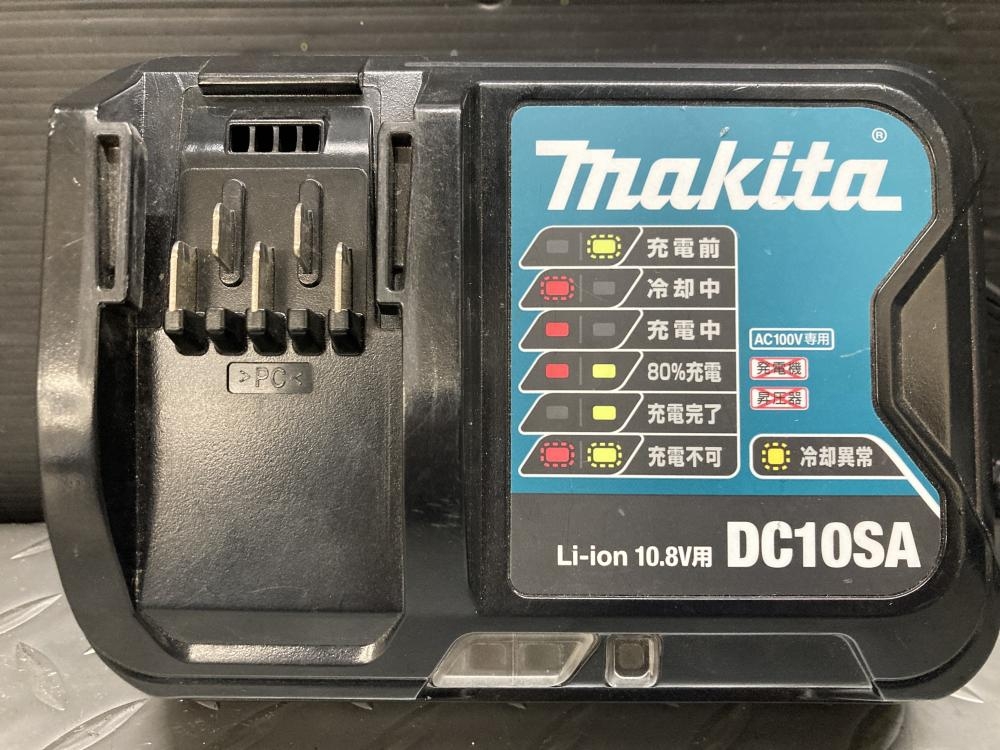 makita®
充電前
冷却中
充電中
80%充電
充電完了
充電不可
AC100V専用
発電機
昇圧器
冷却異常
Li-ion 10.8V用 DC10SA
>PC<